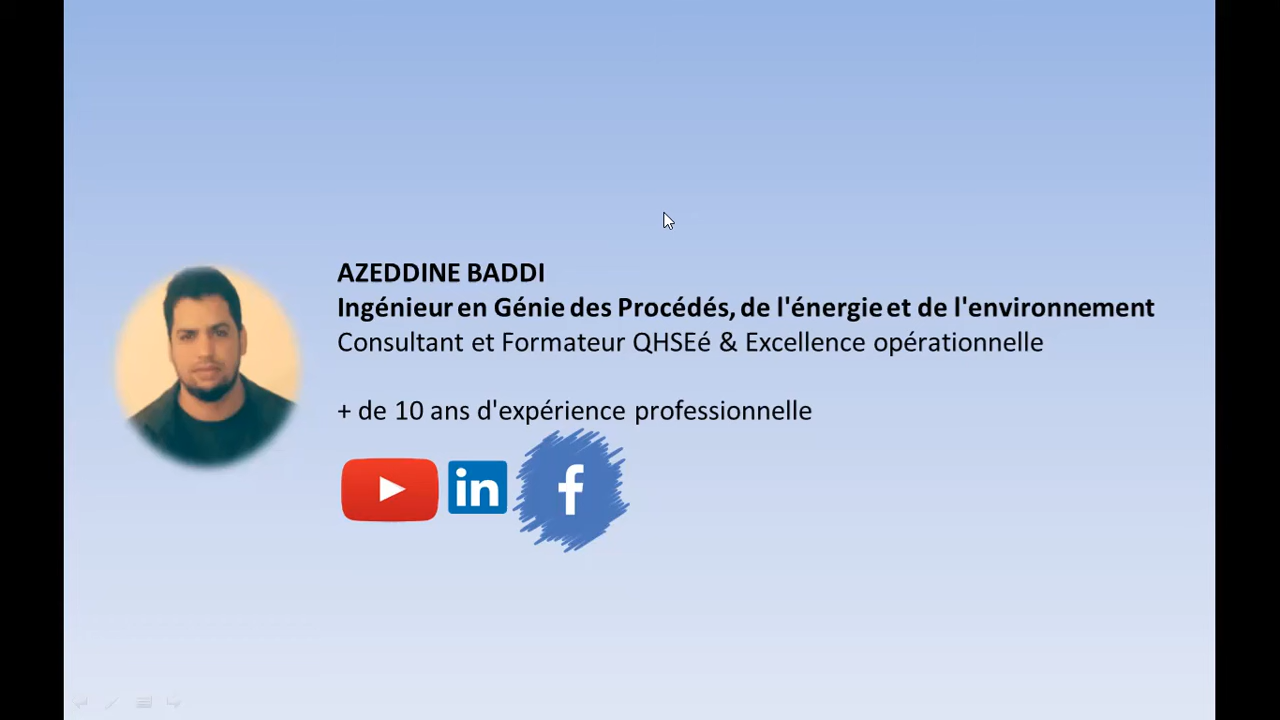 AZEDDINE BADDI
Ingénieur en Génie des Procédés, de l'énergie et de l'environnement
Consultant et Formateur QHSEé & Excellence opérationnelle
+ de 10 ans d'expérience professionnelle
in f